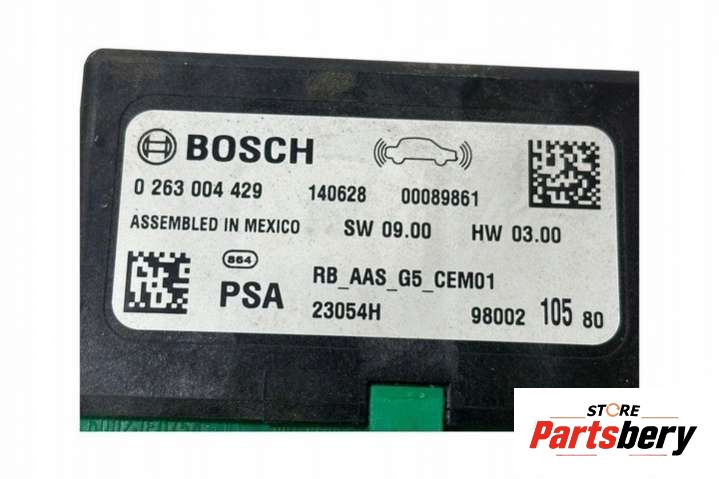 BOSCH
0 263 004 429 140628 00089861
ASSEMBLED IN MEXICO SW 09.00 HW 03.00
864
PSA RB_AAS_G5_CEM01
23054H 98002 105 80
STORE
Partsbery